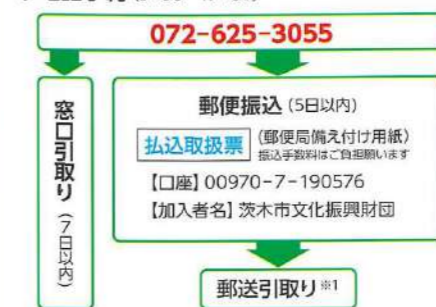 072-625-3055
窓口引取り(7日以内)
郵便振込(5日以内)
払込取扱票
(郵便局備え付け用紙)
振込手数料はご負担願います
【口座】00970-7-190576
【加入者名】茨木市文化振興財団
郵送引取り※1